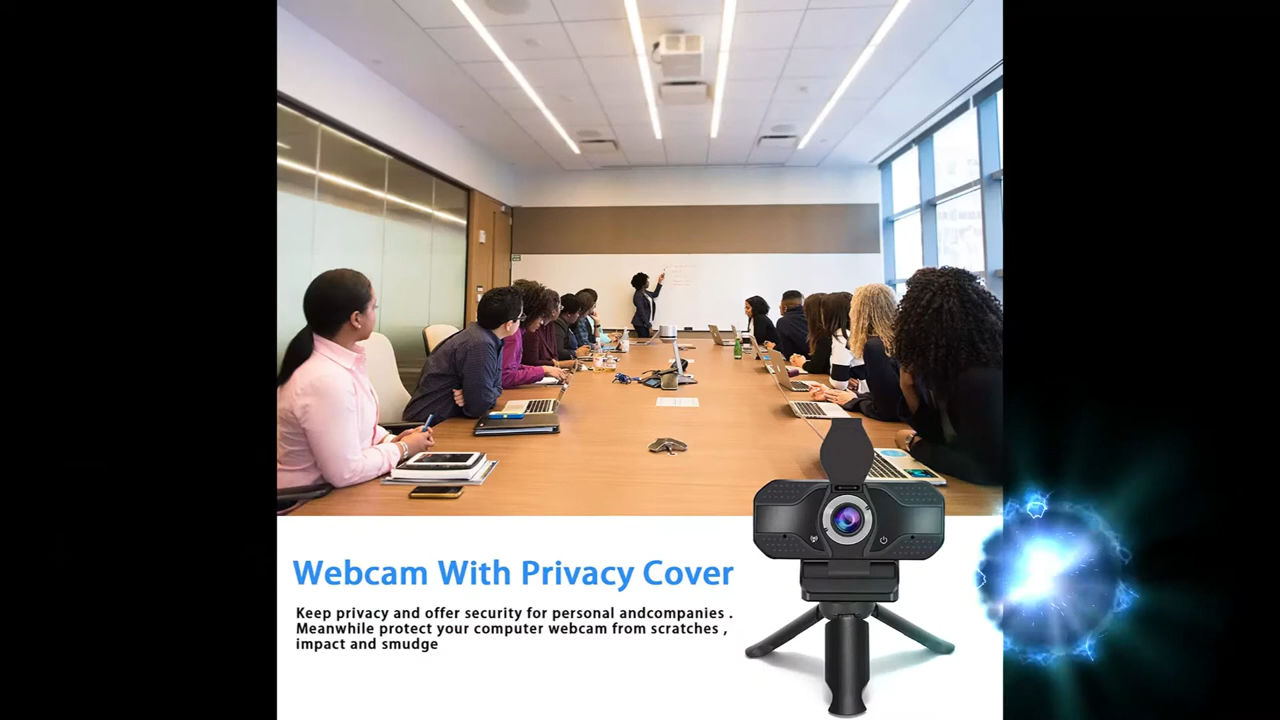 Webcam With Privacy Cover
Keep privacy and offer security for personal andcompanies .
Meanwhile protect your computer webcam from scratches ,
impact and smudge